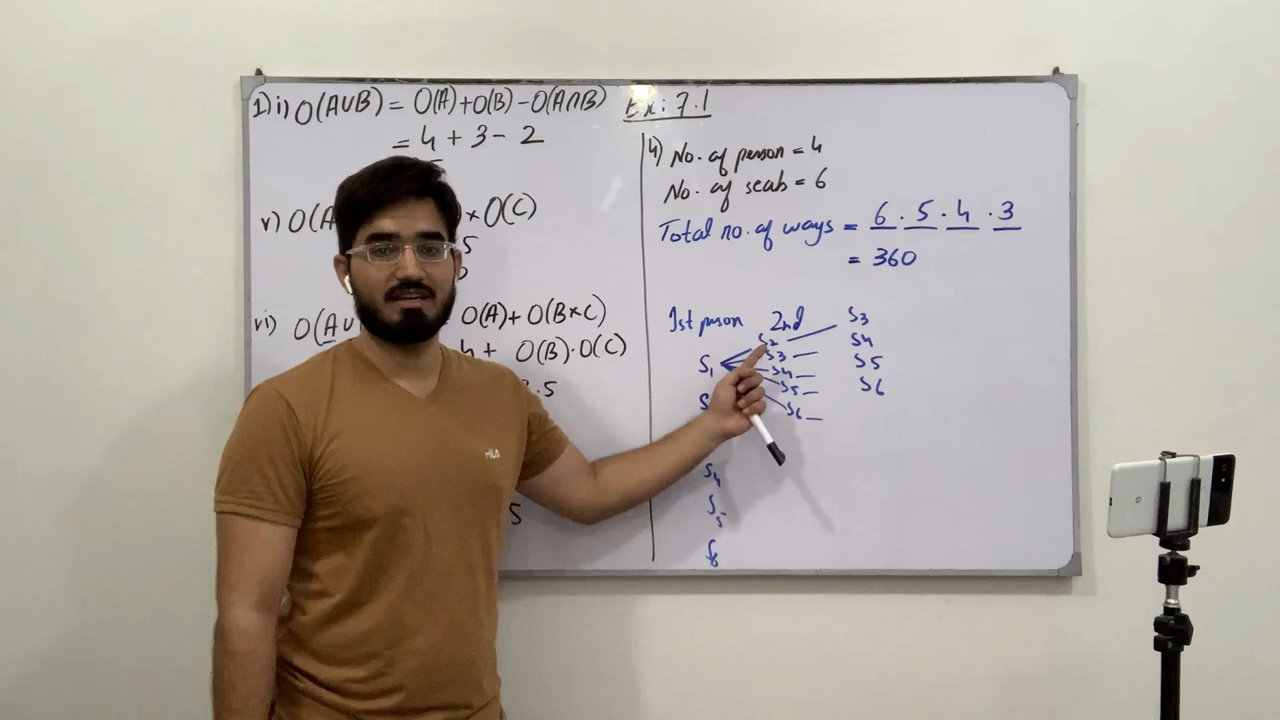 1) i) O(A∪B) = O(A)+O(B)-O(A∩B)
= 4 + 3 - 2
v) O(A × O(C)
5
vi) O(A∪ O(A)+ O(B×C)
4 + O(B)·O(C)
.5
5
Ex: 7.1
4) No. of person = 4
No. of seats = 6
Total no. of ways = 6 . 5 . 4 . 3
= 360
1st person 2nd S3
S2 S4
S1 S3 S5
S4 S6
S5
S6
S4
S5
S6